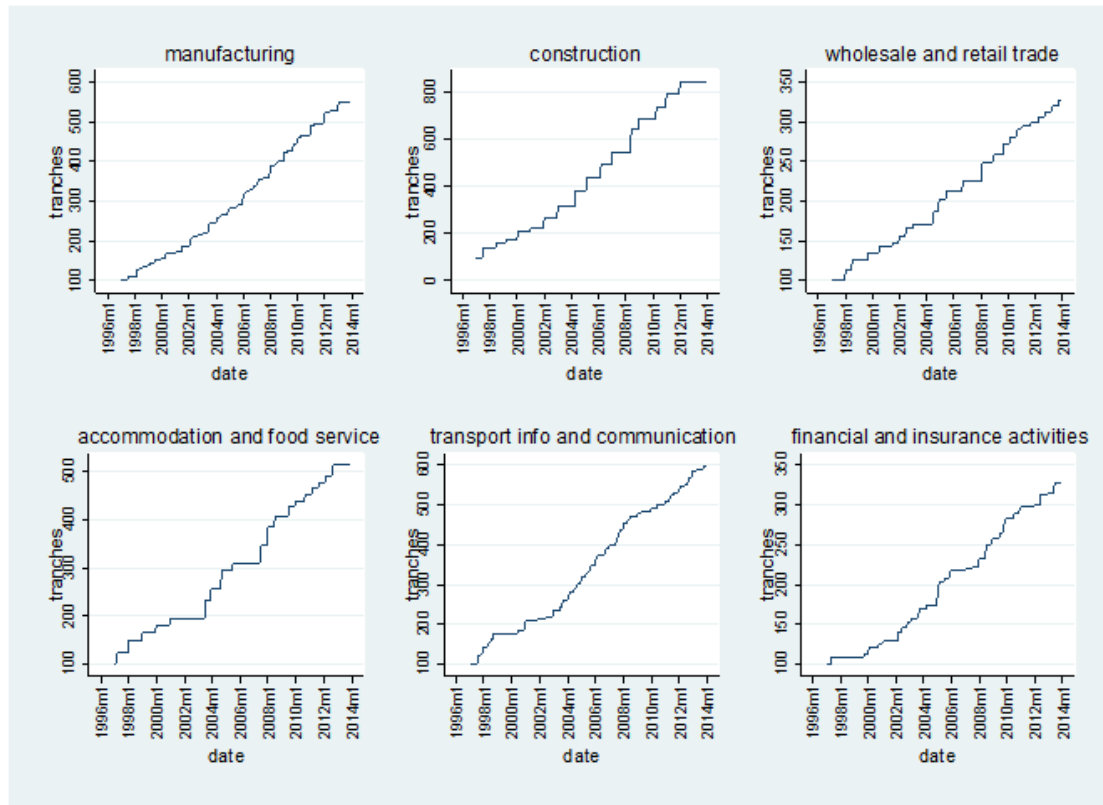 manufacturing
tranches
600
500
400
300
200
100
1996m1
1998m1
2000m1
2002m1
2004m1
2006m1
2008m1
2010m1
2012m1
2014m1
date
construction
tranches
800
600
400
200
0
1996m1
1998m1
2000m1
2002m1
2004m1
2006m1
2008m1
2010m1
2012m1
2014m1
date
wholesale and retail trade
tranches
350
300
250
200
150
100
1996m1
1998m1
2000m1
2002m1
2004m1
2006m1
2008m1
2010m1
2012m1
2014m1
date
accommodation and food service
tranches
500
400
300
200
100
1996m1
1998m1
2000m1
2002m1
2004m1
2006m1
2008m1
2010m1
2012m1
2014m1
date
transport info and communication
tranches
600
500
400
300
200
100
1996m1
1998m1
2000m1
2002m1
2004m1
2006m1
2008m1
2010m1
2012m1
2014m1
date
financial and insurance activities
tranches
350
300
250
200
150
100
1996m1
1998m1
2000m1
2002m1
2004m1
2006m1
2008m1
2010m1
2012m1
2014m1
date